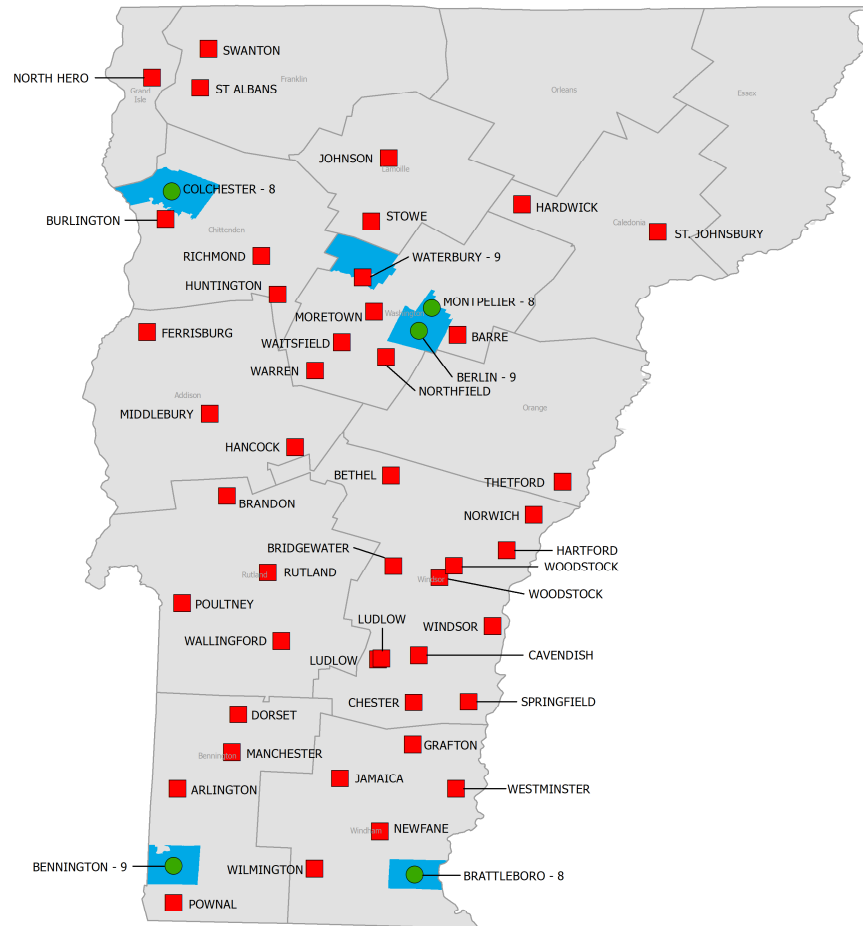 SWANTON
NORTH HERO
Franklin
ST ALBANS
Grand
Isle
Orleans
Essex
JOHNSON
Lamoille
COLCHESTER - 8
HARDWICK
BURLINGTON
STOWE
Caledonia
Chittenden
ST. JOHNSBURY
RICHMOND
WATERBURY - 9
HUNTINGTON
MONTPELIER - 8
MORETOWN
Washington
FERRISBURG
BARRE
WAITSFIELD
WARREN
BERLIN - 9
NORTHFIELD
Addison
Orange
MIDDLEBURY
HANCOCK
BETHEL
THETFORD
BRANDON
NORWICH
BRIDGEWATER
HARTFORD
WOODSTOCK
Rutland
RUTLAND
Windsor
WOODSTOCK
POULTNEY
LUDLOW
WINDSOR
WALLINGFORD
LUDLOW
CAVENDISH
CHESTER
SPRINGFIELD
DORSET
GRAFTON
Bennington
MANCHESTER
JAMAICA
ARLINGTON
WESTMINSTER
Windham
NEWFANE
BENNINGTON - 9
WILMINGTON
BRATTLEBORO - 8
POWNAL